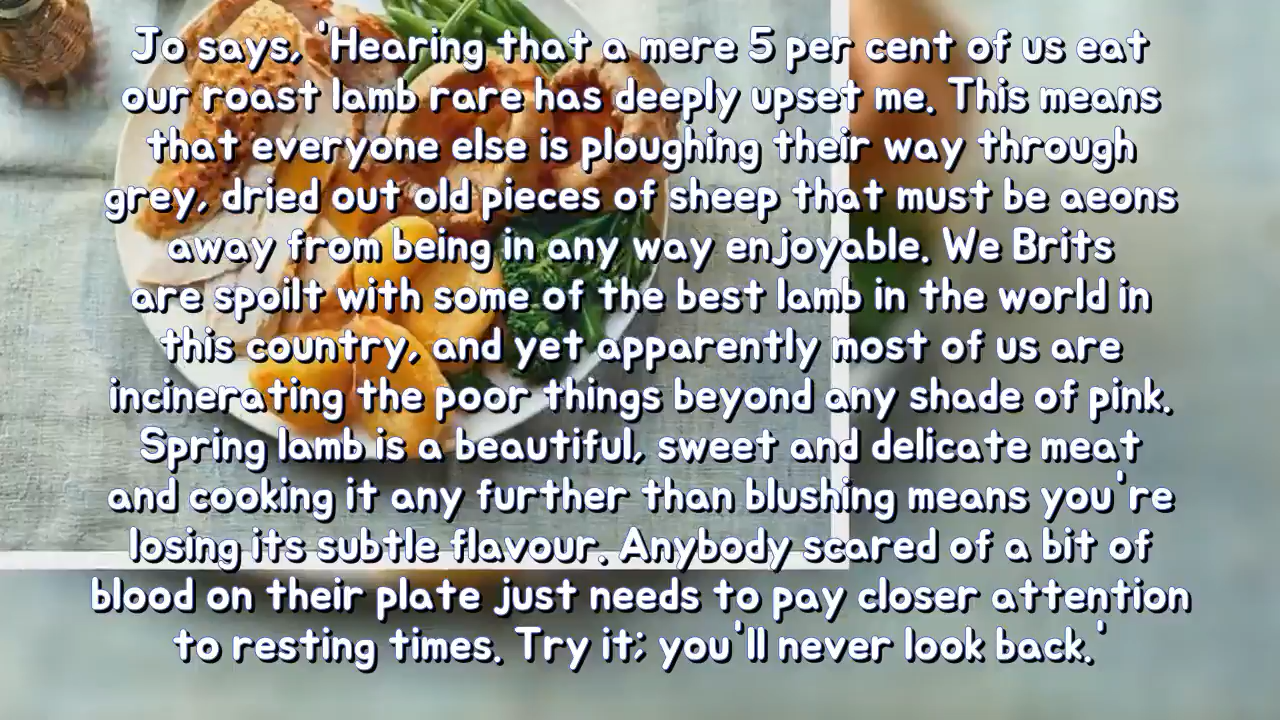 Jo says, 'Hearing that a mere 5 per cent of us eat
our roast lamb rare has deeply upset me. This means
that everyone else is ploughing their way through
grey, dried out old pieces of sheep that must be aeons
away from being in any way enjoyable. We Brits
are spoilt with some of the best lamb in the world in
this country, and yet apparently most of us are
incinerating the poor things beyond any shade of pink.
Spring lamb is a beautiful, sweet and delicate meat
and cooking it any further than blushing means you're
losing its subtle flavour. Anybody scared of a bit of
blood on their plate just needs to pay closer attention
to resting times. Try it; you'll never look back.'